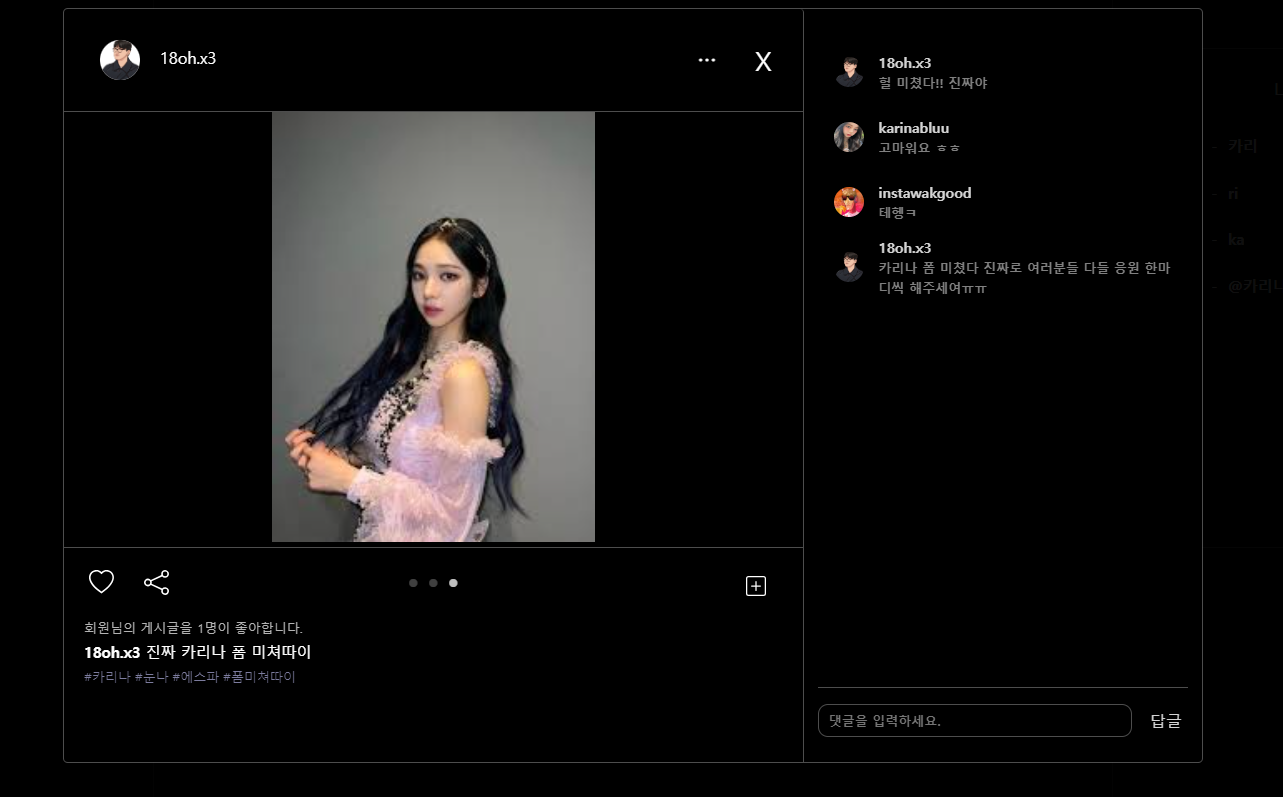 18oh.x3
X
회원님의 게시글을 1명이 좋아합니다.
18oh.x3 진짜 카리나 폼 미쳐따이
#카리나 #눈나 #에스파 #폼미쳐따이
18oh.x3
헐 미쳤다!! 진짜야
karinabluu
고마워요 ㅎㅎ
instawakgood
테헹ㅋ
18oh.x3
카리나 폼 미쳤다 진짜로 여러분들 다들 응원 한마
디씩 해주세여ㅠㅠ
댓글을 입력하세요.
답글
- 카리
- ri
- ka
- @카리나